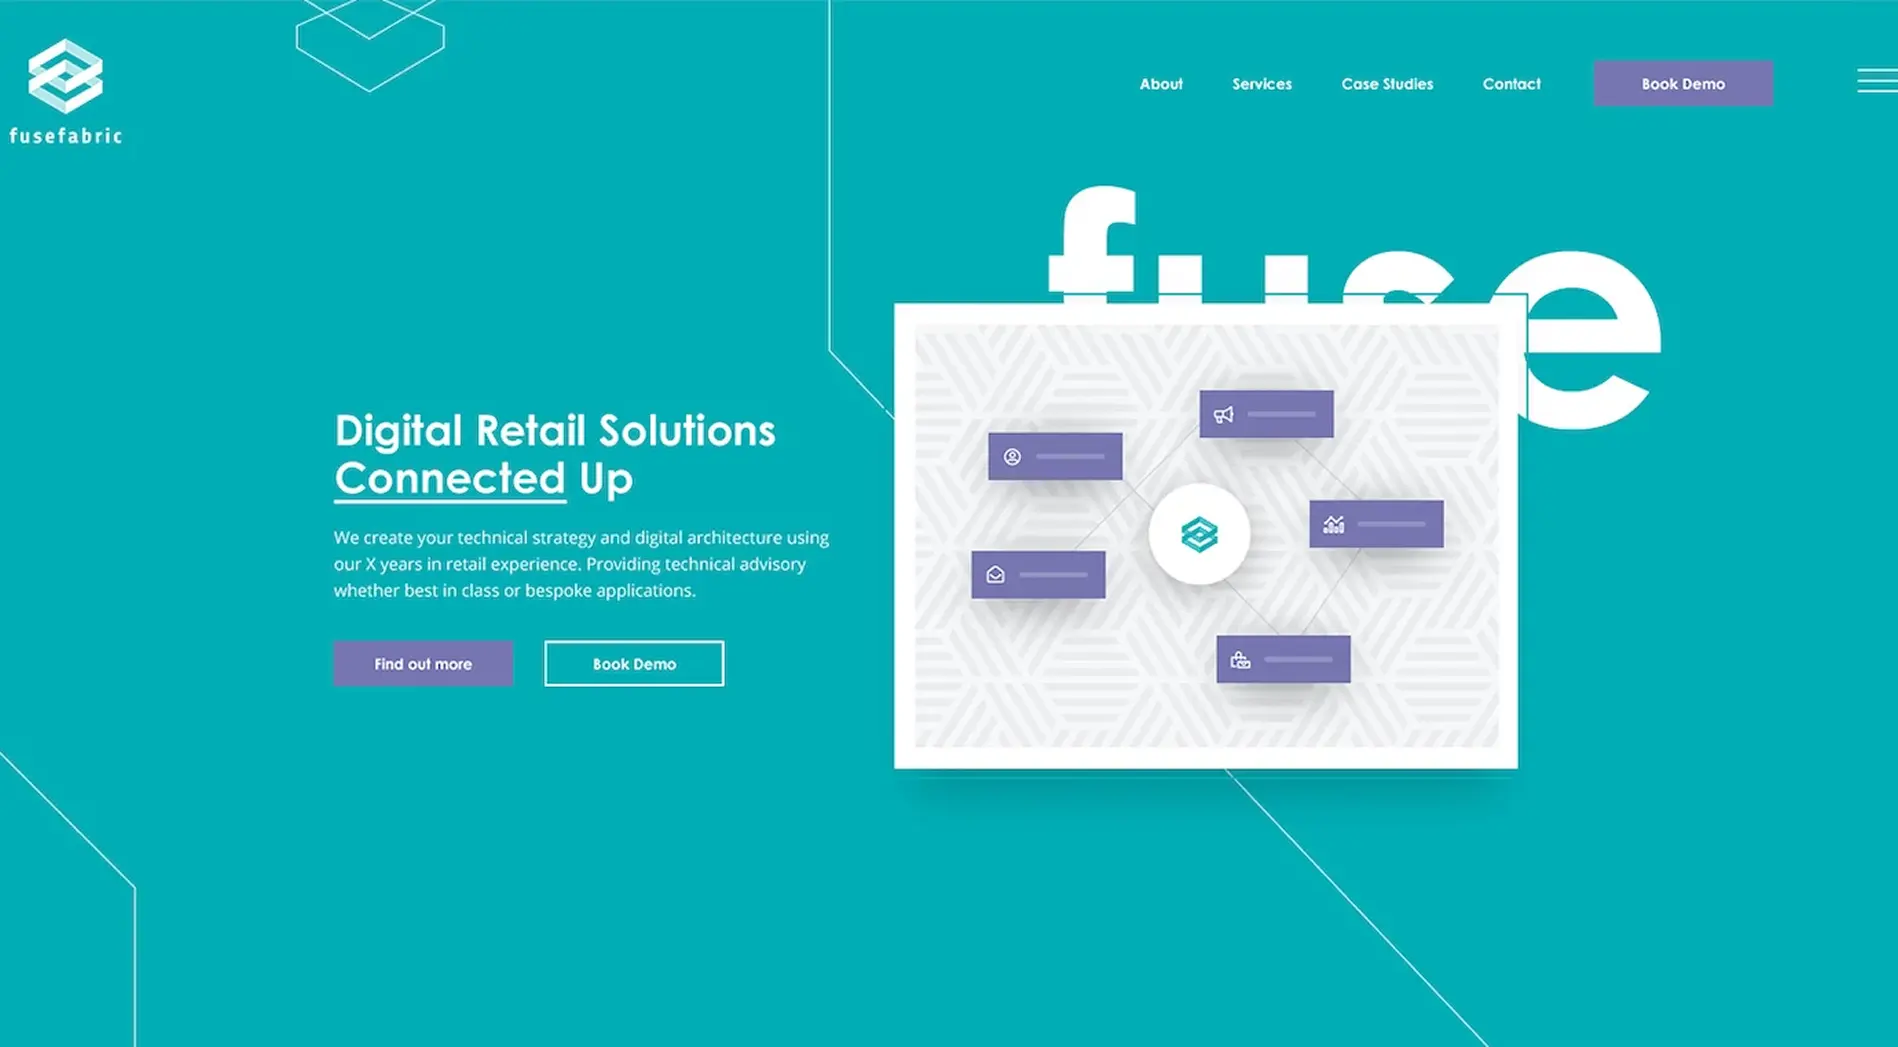 fusefabric
About
Services
Case Studies
Contact
Book Demo
fuse
Digital Retail Solutions
Connected Up
We create your technical strategy and digital architecture using
our X years in retail experience. Providing technical advisory
whether best in class or bespoke applications.
Find out more
Book Demo